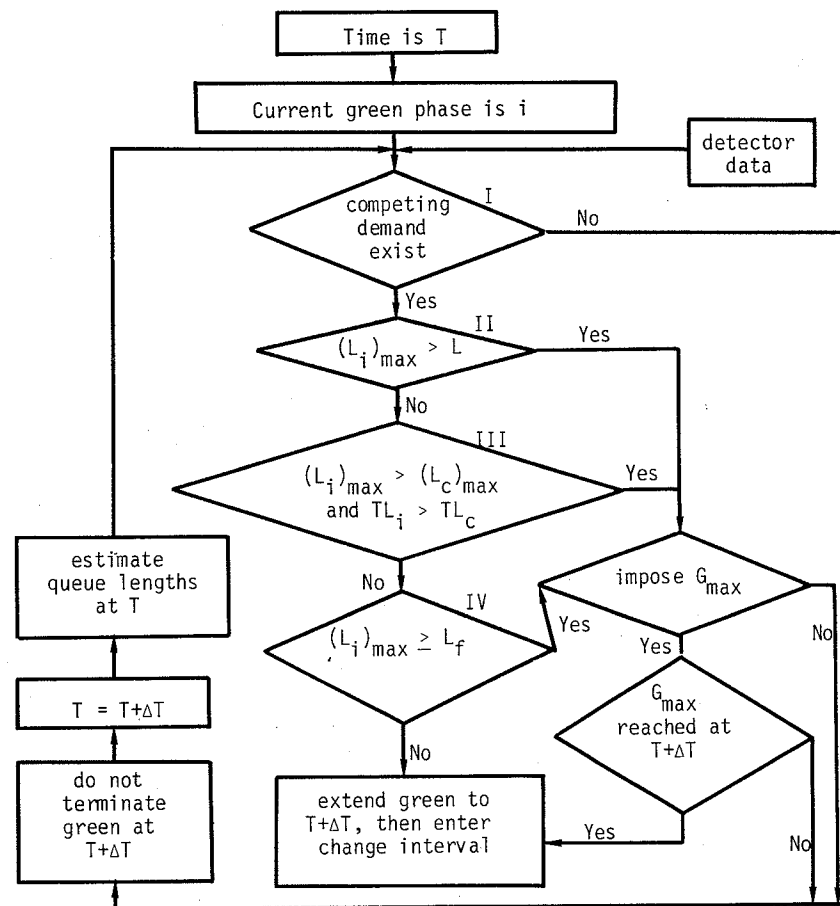 Time is T
Current green phase is i
detector
data
I
competing
demand
exist
No
Yes
II
(L_i)_max > L
Yes
No
III
(L_i)_max > (L_c)_max
and TL_i > TL_c
Yes
estimate
queue lengths
at T
No
IV
(L_i)_max ≥ L_f
Yes
impose G_max
No
Yes
T = T+ΔT
G_max
reached at
T+ΔT
No
do not
terminate
green at
T+ΔT
extend green to
T+ΔT, then enter
change interval
Yes
No